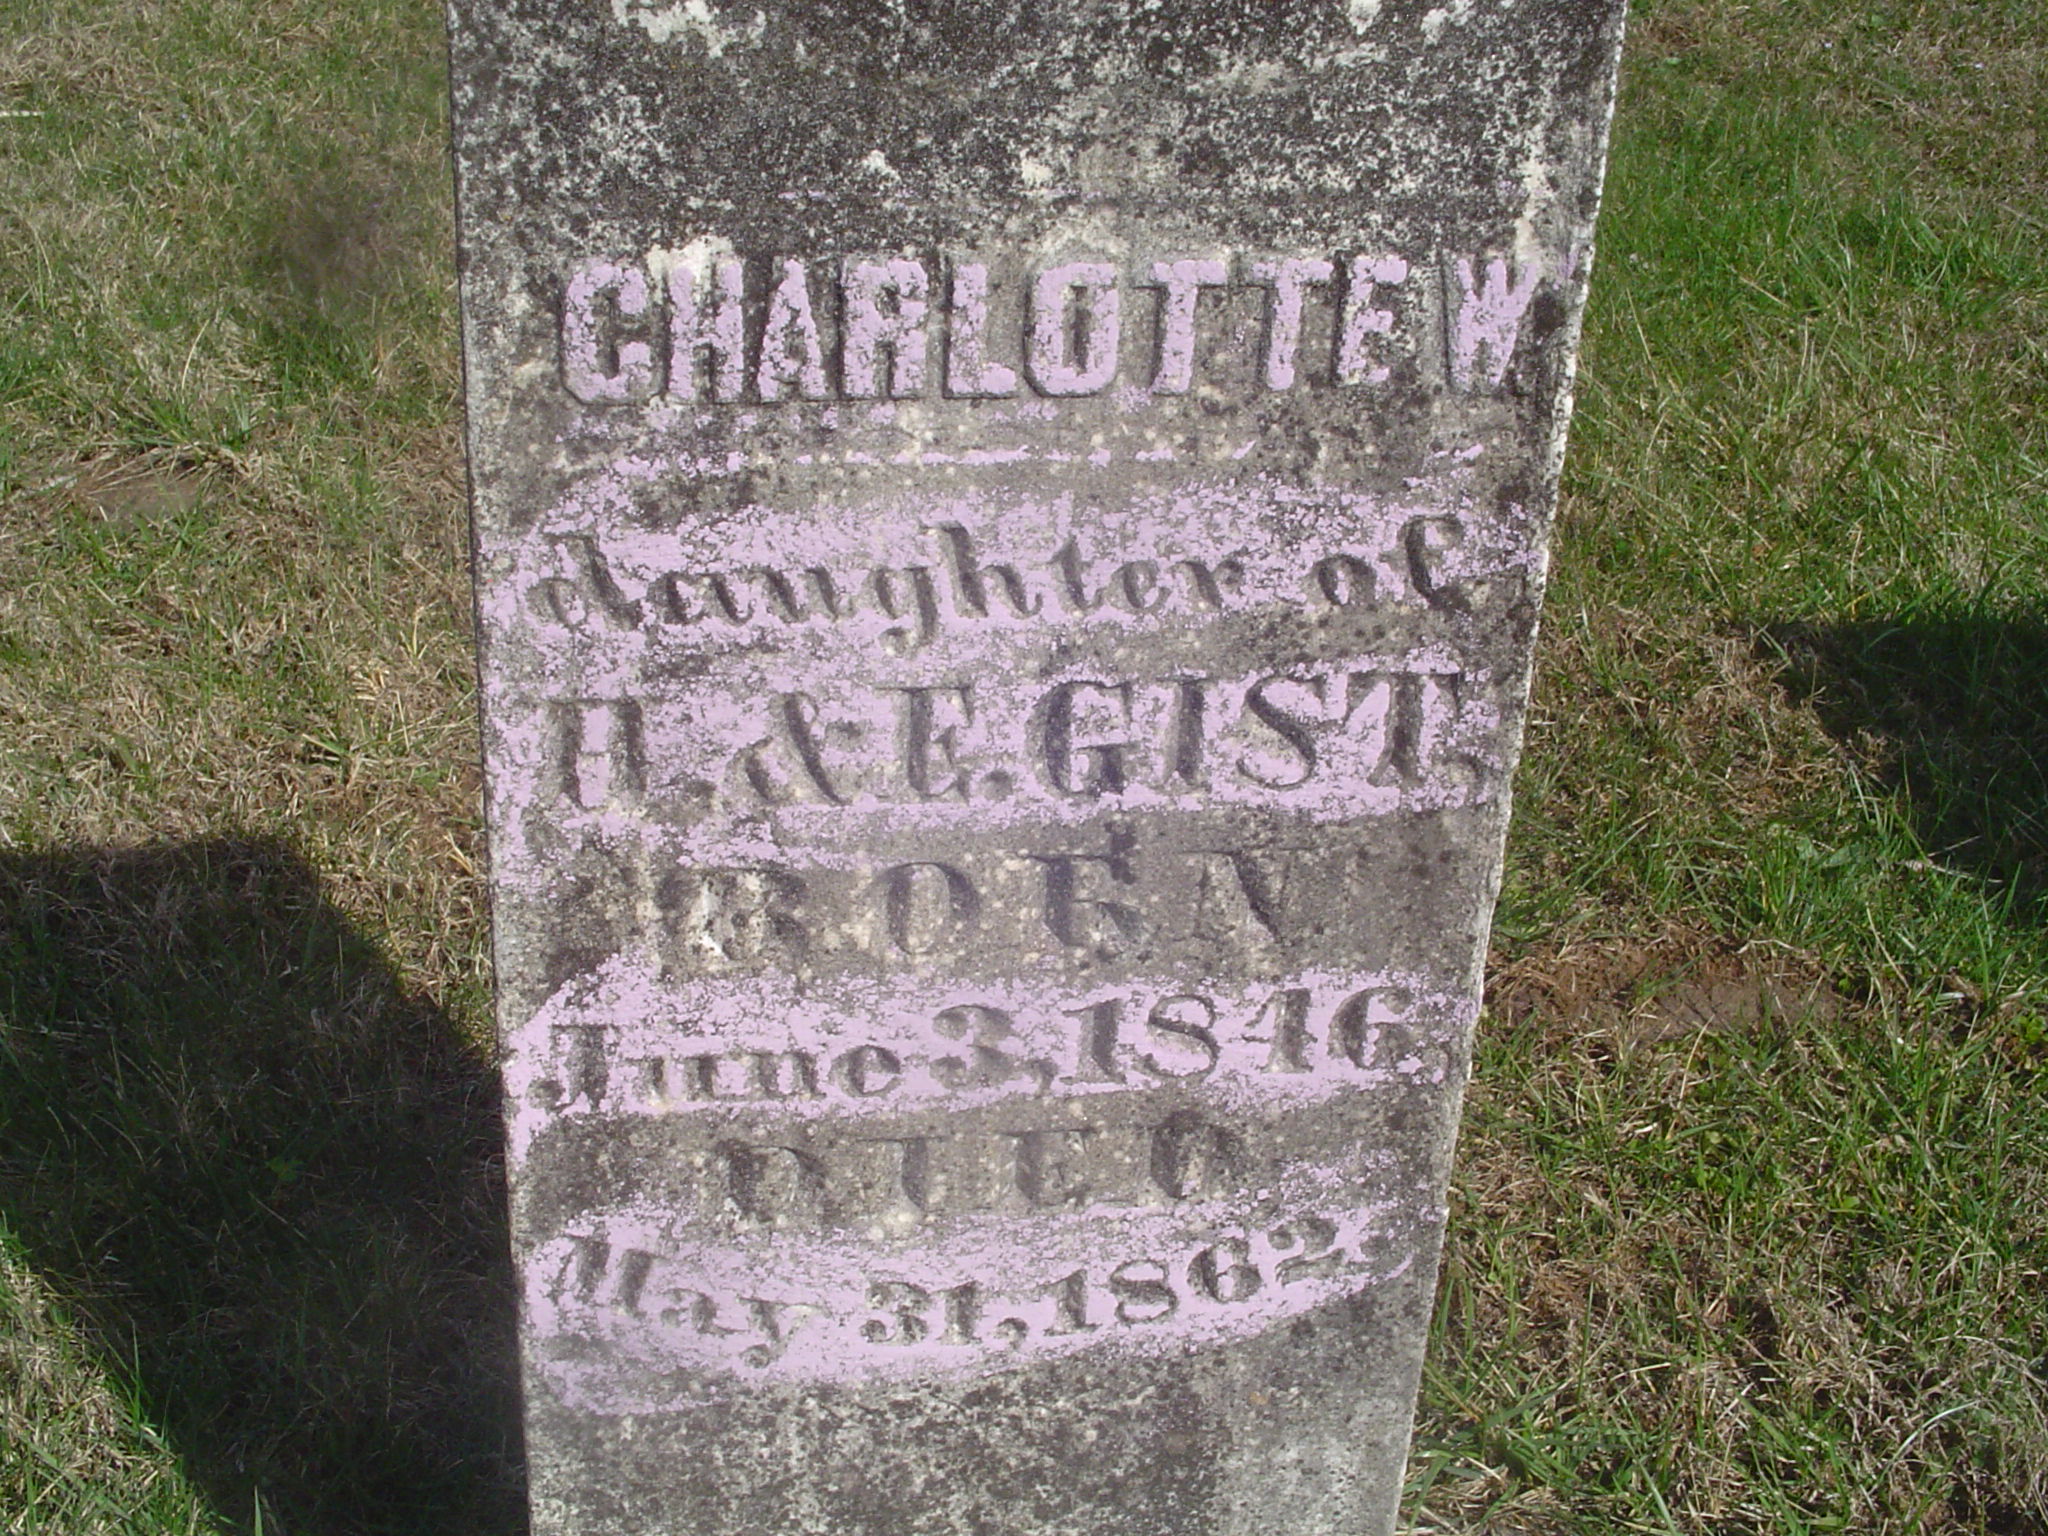 CHARLOTTE W.
daughter of
H. & E. GIST,
BORN
June 3, 1846,
DIED
May 31, 1862